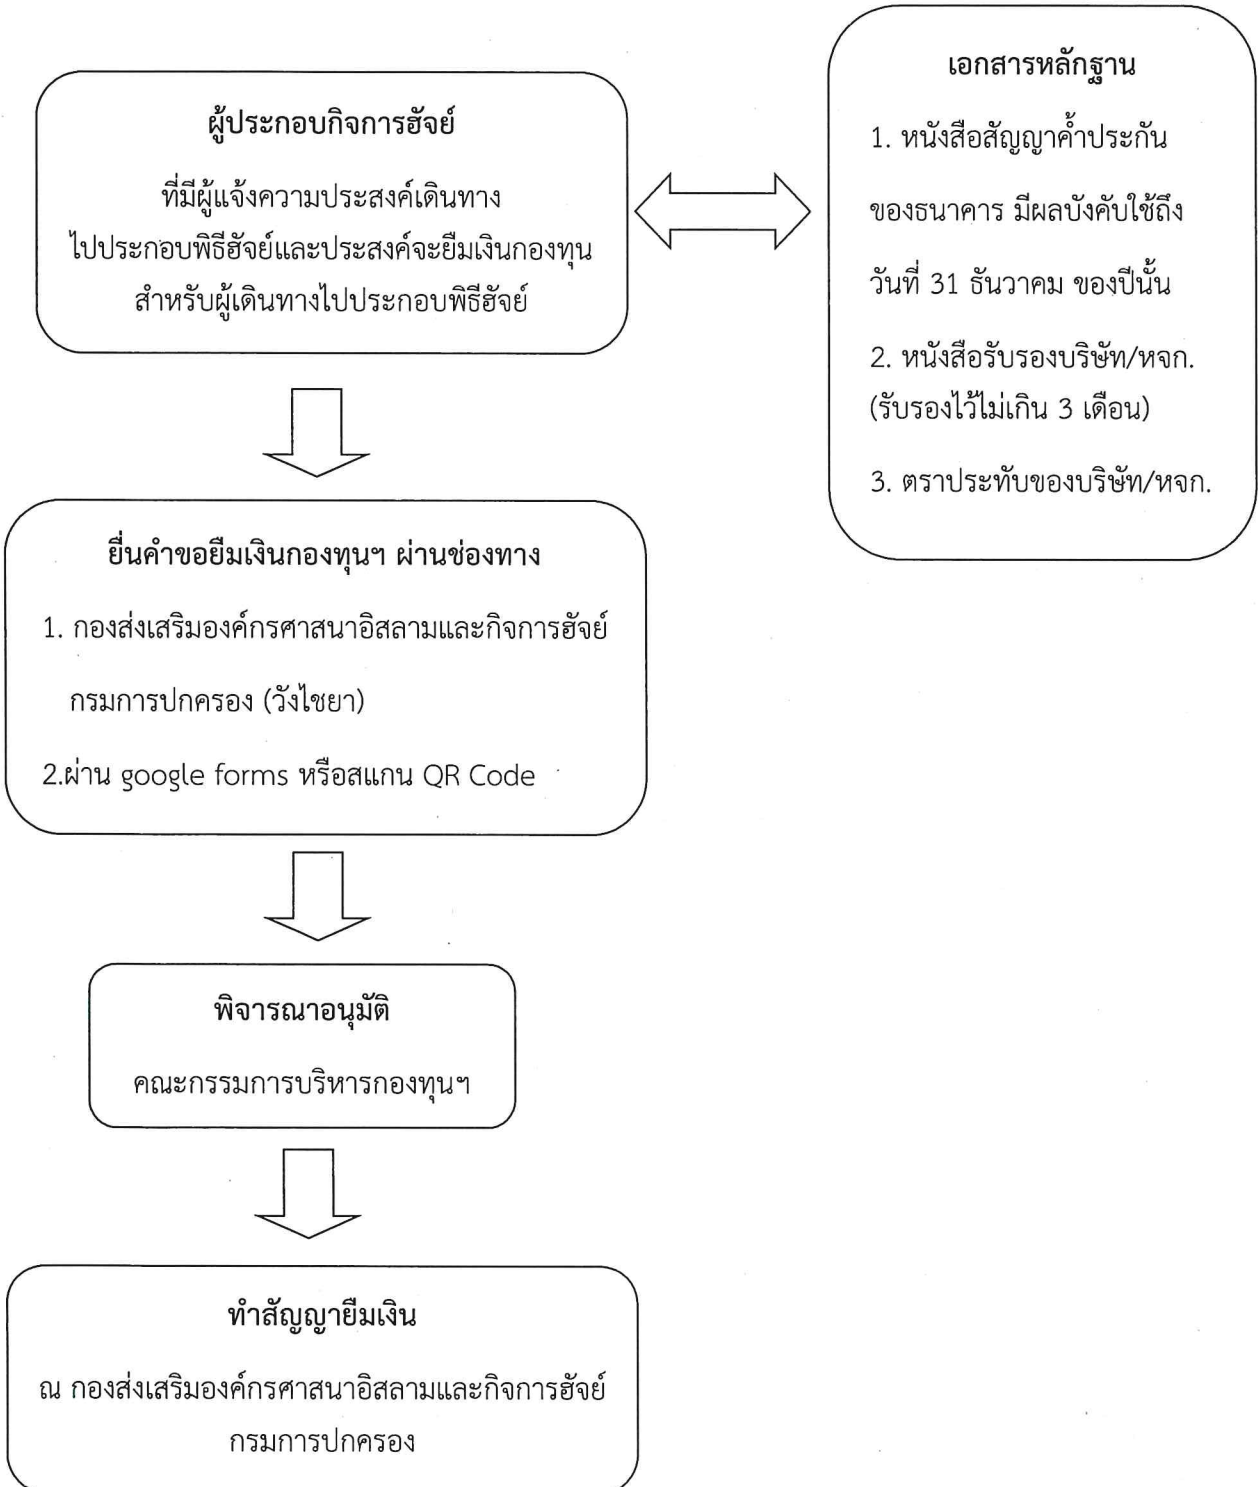 ผู้ประกอบกิจการฮัจย์
ที่มีผู้แจ้งความประสงค์เดินทาง
ไปประกอบพิธีฮัจย์และประสงค์จะยืมเงินกองทุน
สำหรับผู้เดินทางไปประกอบพิธีฮัจย์
เอกสารหลักฐาน
1. หนังสือสัญญาค้ำประกัน
ของธนาคาร มีผลบังคับใช้ถึง
วันที่ 31 ธันวาคม ของปีนั้น
2. หนังสือรับรองบริษัท/หจก.
(รับรองไว้ไม่เกิน 3 เดือน)
3. ตราประทับของบริษัท/หจก.
ยื่นคำขอยืมเงินกองทุนฯ ผ่านช่องทาง
1. กองส่งเสริมองค์กรศาสนาอิสลามและกิจการฮัจย์
กรมการปกครอง (วังไชยา)
2.ผ่าน google forms หรือสแกน QR Code
พิจารณาอนุมัติ
คณะกรรมการบริหารกองทุนฯ
ทำสัญญายืมเงิน
ณ กองส่งเสริมองค์กรศาสนาอิสลามและกิจการฮัจย์
กรมการปกครอง